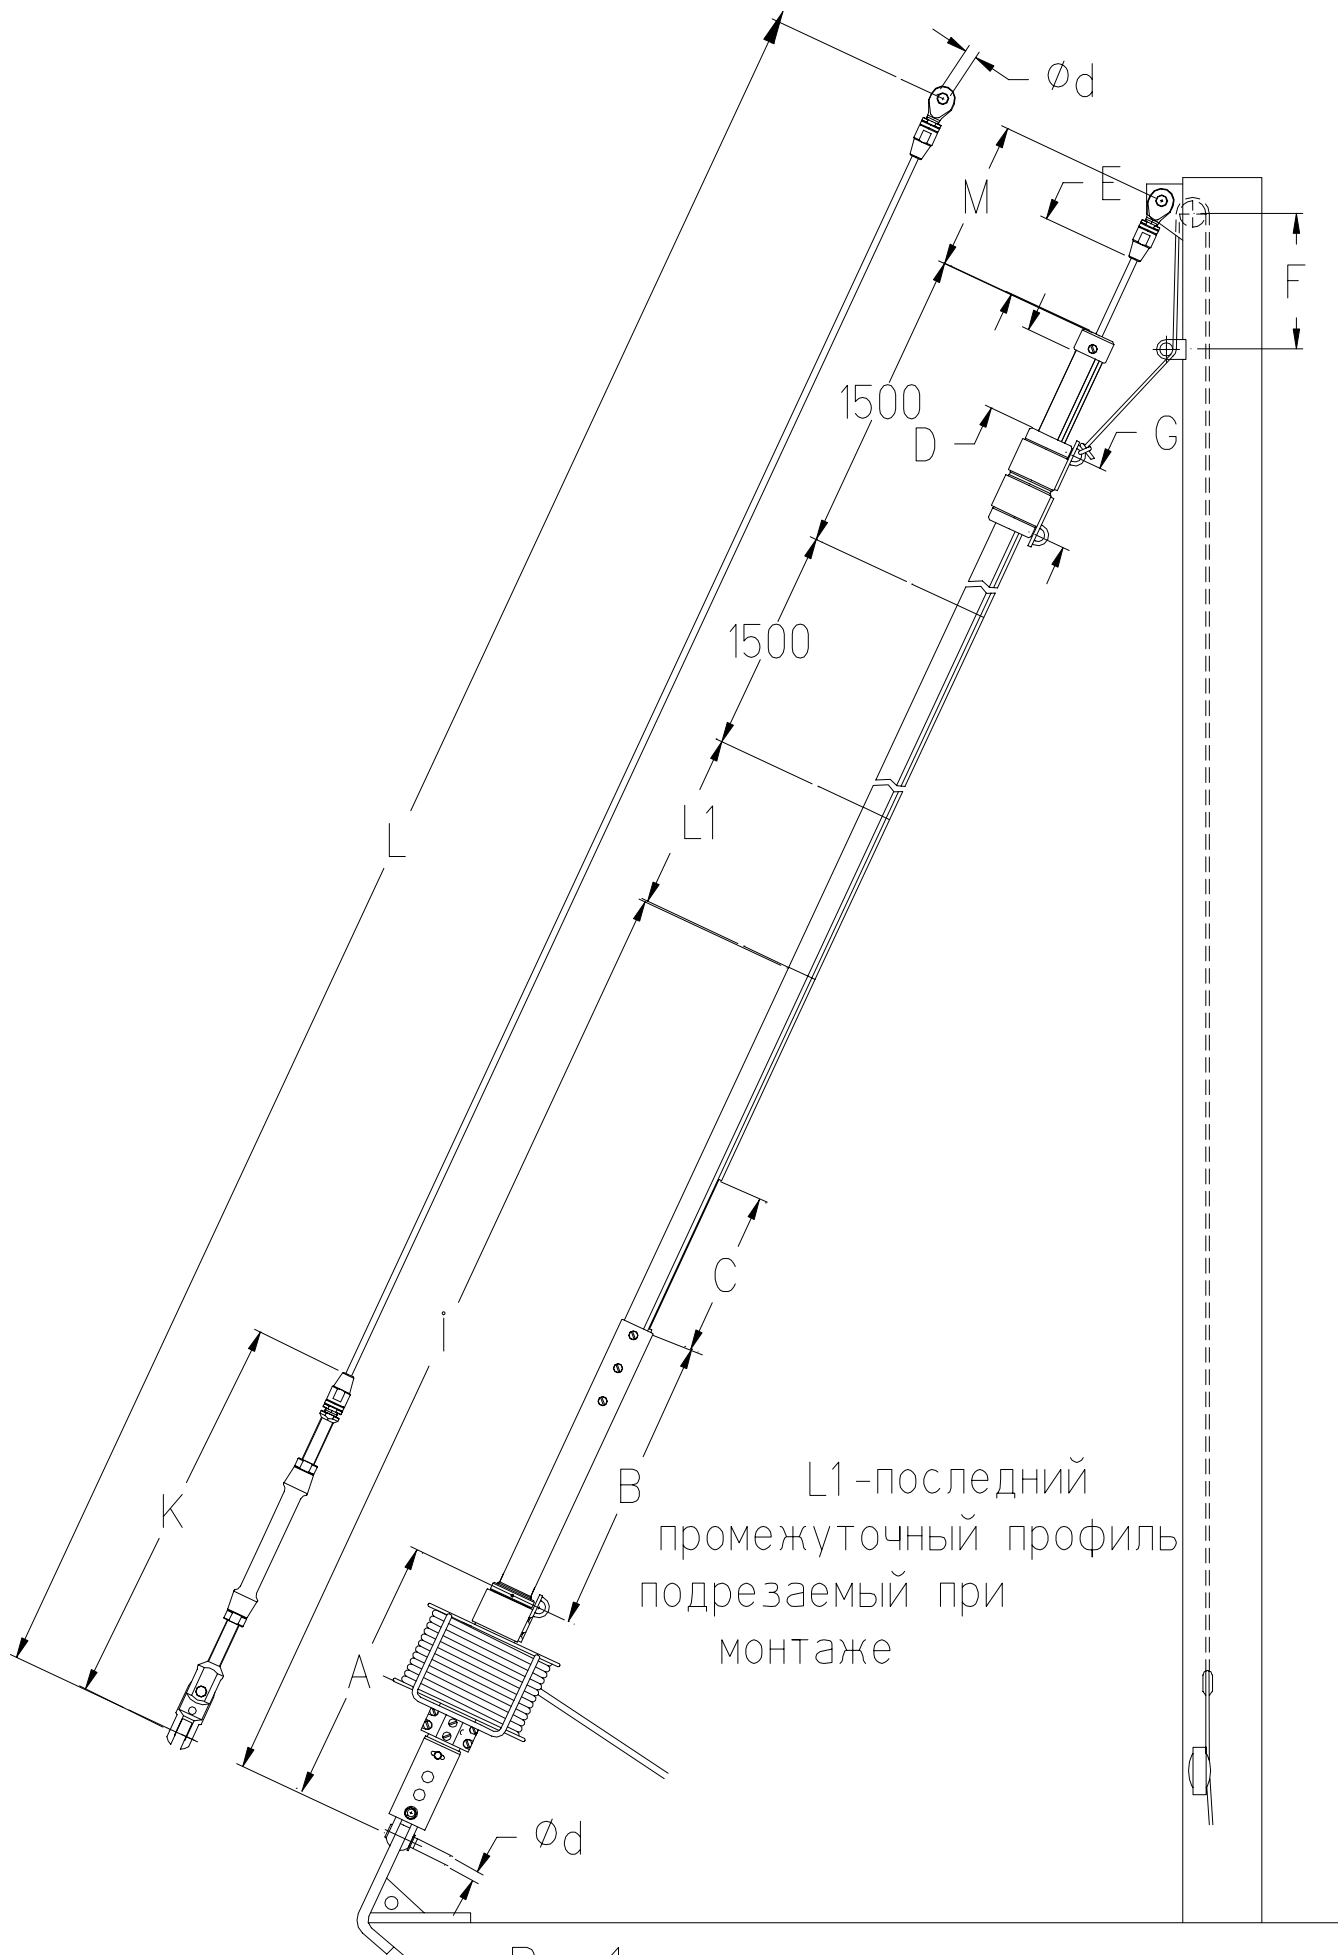 Ød
E
M
F
1500
D
G
1500
L
L1
C
i
K
B
L1-последний
промежуточный профиль
подрезаемый при
монтаже
A
Ød